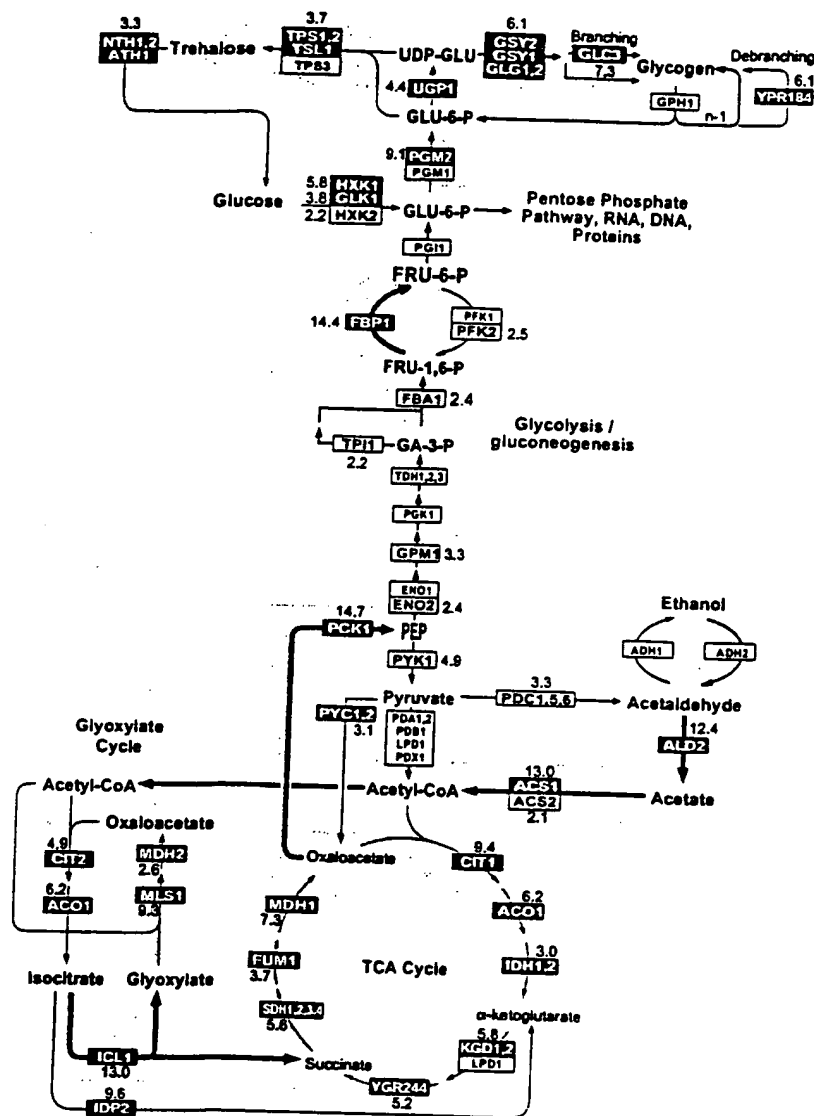 3.3
NTH1,2
ATH1
Trehalose
3.7
TPS1,2
TSL1
TPS3
UDP-GLU
6.1
GSY2
GSY1
GLG1,2
Branching
GLC3
7.3
Glycogen
Debranching
6.1
YPR184
GPH1
n-1
4.4
UGP1
GLU-6-P
9.1
PGM2
PGM1
Glucose
5.8
HXK1
3.8
GLK1
2.2
HXK2
GLU-6-P
Pentose Phosphate
Pathway, RNA, DNA,
Proteins
PGI1
FRU-6-P
14.4
FBP1
PFK1
PFK2
2.5
FRU-1,6-P
FBA1
2.4
Glycolysis /
gluconeogenesis
TPI1
2.2
GA-3-P
TDH1,2,3
PGK1
GPM1
3.3
ENO1
ENO2
2.4
14.7
PCK1
PEP
PYK1
4.9
Ethanol
ADH1
ADH2
Pyruvate
3.3
PDC1,5,6
Acetaldehyde
PYC1,2
3.1
PDA1,2
PDB1
LPD1
PDX1
12.4
ALD2
Glyoxylate
Cycle
Acetyl-CoA
Acetyl-CoA
13.0
ACS1
ACS2
2.1
Acetate
Oxaloacetate
4.9
CIT2
MDH2
2.6
6.2
ACO1
MLS1
9.3
Isocitrate
Glyoxylate
ICL1
13.0
9.6
IDP2
Oxaloacetate
9.4
CIT1
MDH1
7.3
6.2
ACO1
FUM1
3.7
TCA Cycle
3.0
IDH1,2
SDH1,2,3,4
5.8
α-ketoglutarate
5.8
KGD1,2
LPD1
Succinate
YGR244
5.2